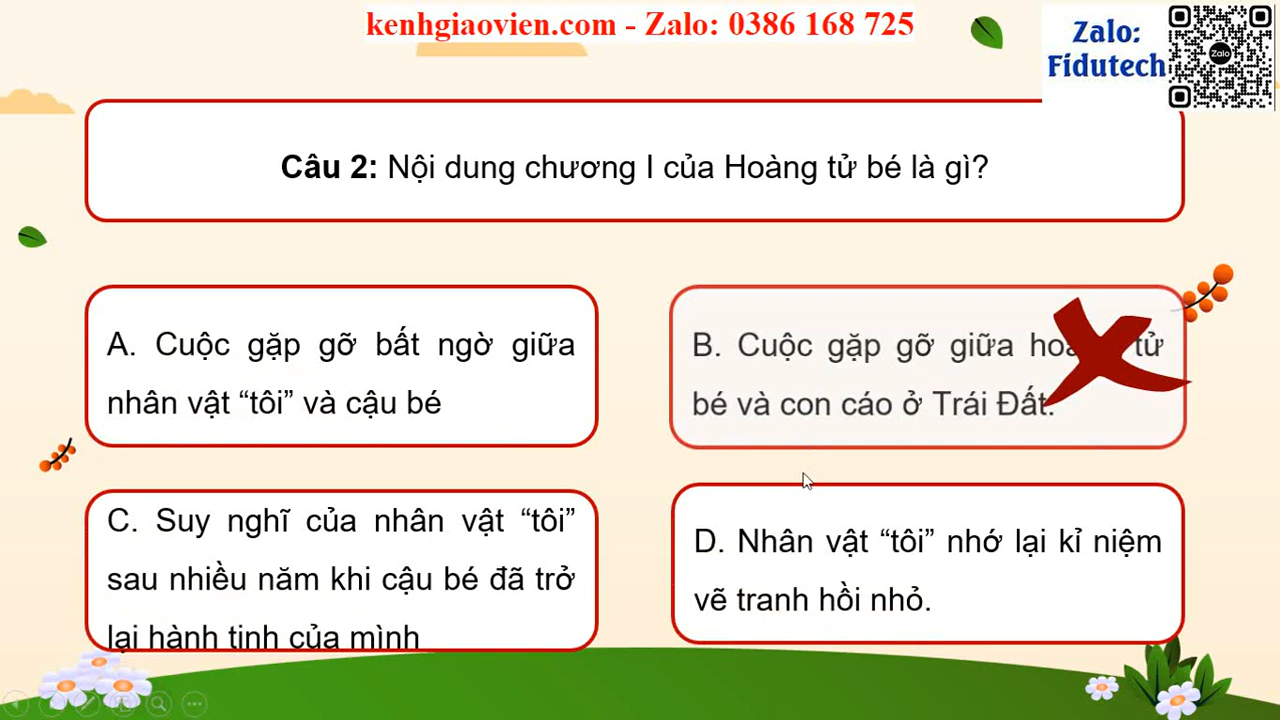 kenhgiaovien.com - Zalo: 0386 168 725
Zalo:
Fidutech
Zalo
Câu 2: Nội dung chương I của Hoàng tử bé là gì?
A. Cuộc gặp gỡ bất ngờ giữa
nhân vật “tôi” và cậu bé
B. Cuộc gặp gỡ giữa tử
bé và con cáo ở Trái Đất.
C. Suy nghĩ của nhân vật “tôi”
sau nhiều năm khi cậu bé đã trở
lại hành tinh của mình
D. Nhân vật “tôi” nhớ lại kỉ niệm
vẽ tranh hồi nhỏ.